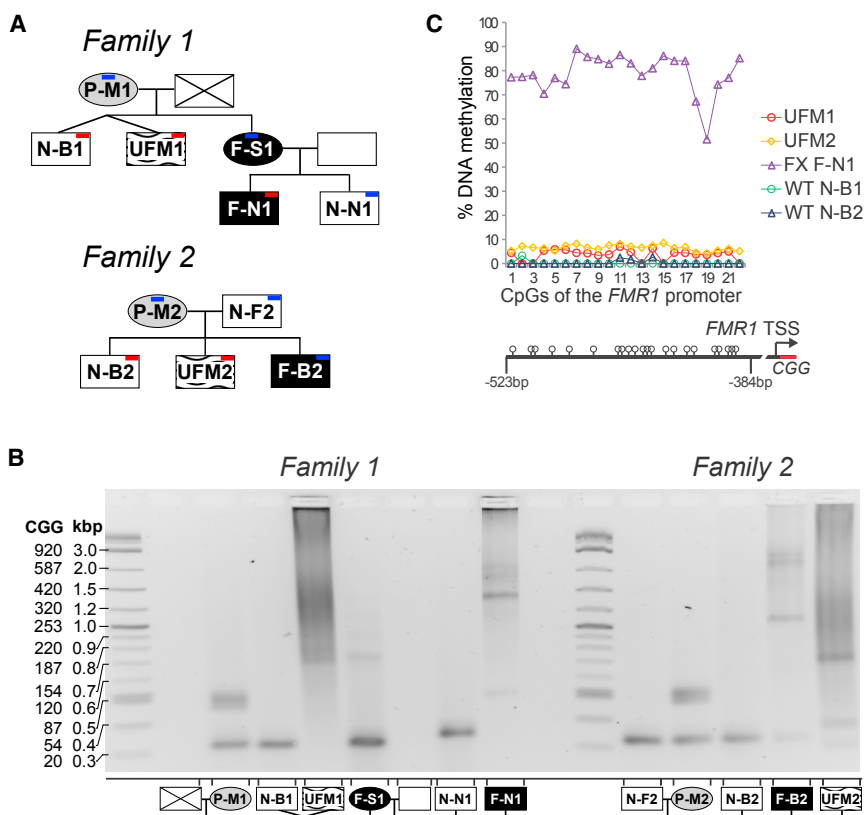 A
Family 1
P-M1
N-B1 UFM1 F-S1
F-N1 N-N1
Family 2
P-M2 N-F2
N-B2 UFM2 F-B2
C
% DNA methylation
100
90
80
70
60
50
40
30
20
10
0
1 3 5 7 9 11 13 15 17 19 21
CpGs of the FMR1 promoter
UFM1
UFM2
FX F-N1
WT N-B1
WT N-B2
FMR1 TSS
CGG
-523bp -384bp
B
Family 1 Family 2
CGG kbp
920 3.0
587 2.0
420 1.5
320 1.2
253 1.0
220 0.9
187 0.8
154 0.7
120 0.6
87 0.5
54 0.4
20 0.3
P-M1 N-B1 UFM1 F-S1 N-N1 F-N1 N-F2 P-M2 N-B2 F-B2 UFM2